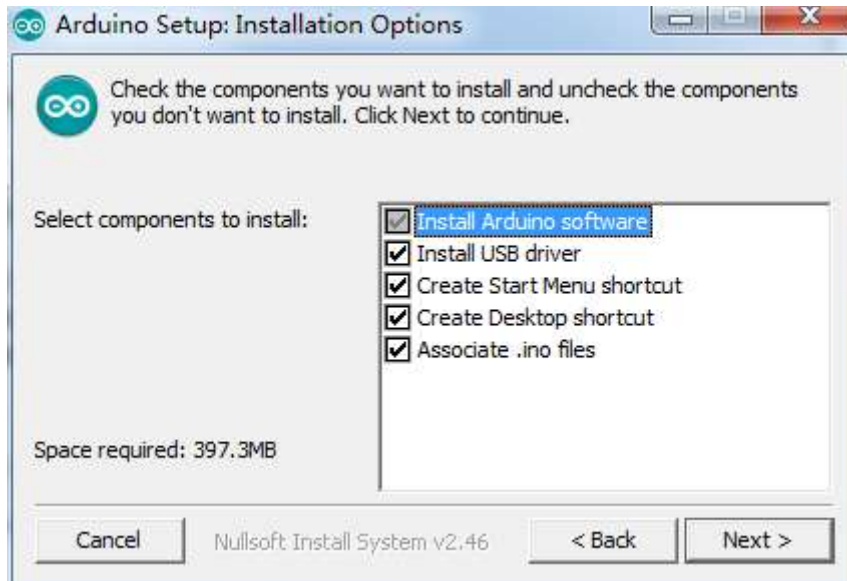 Arduino Setup: Installation Options
Check the components you want to install and uncheck the components
you don't want to install. Click Next to continue.
Select components to install:
Install Arduino software
Install USB driver
Create Start Menu shortcut
Create Desktop shortcut
Associate .ino files
Space required: 397.3MB
Cancel
Nullsoft Install System v2.46
< Back
Next >